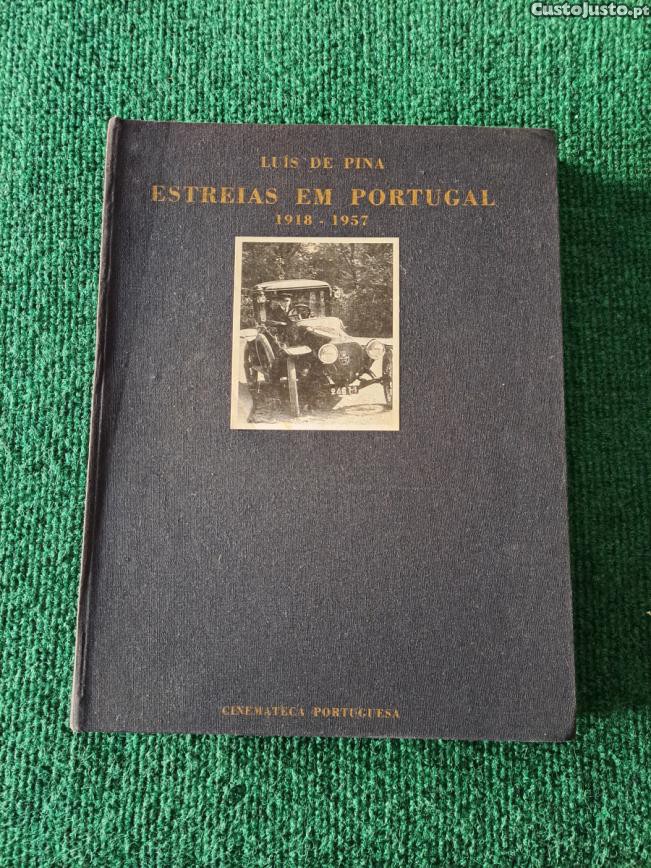 CustoJusto.pt
LUÍS DE PINA
ESTREIAS EM PORTUGAL
1918 - 1957
CINEMATECA PORTUGUESA